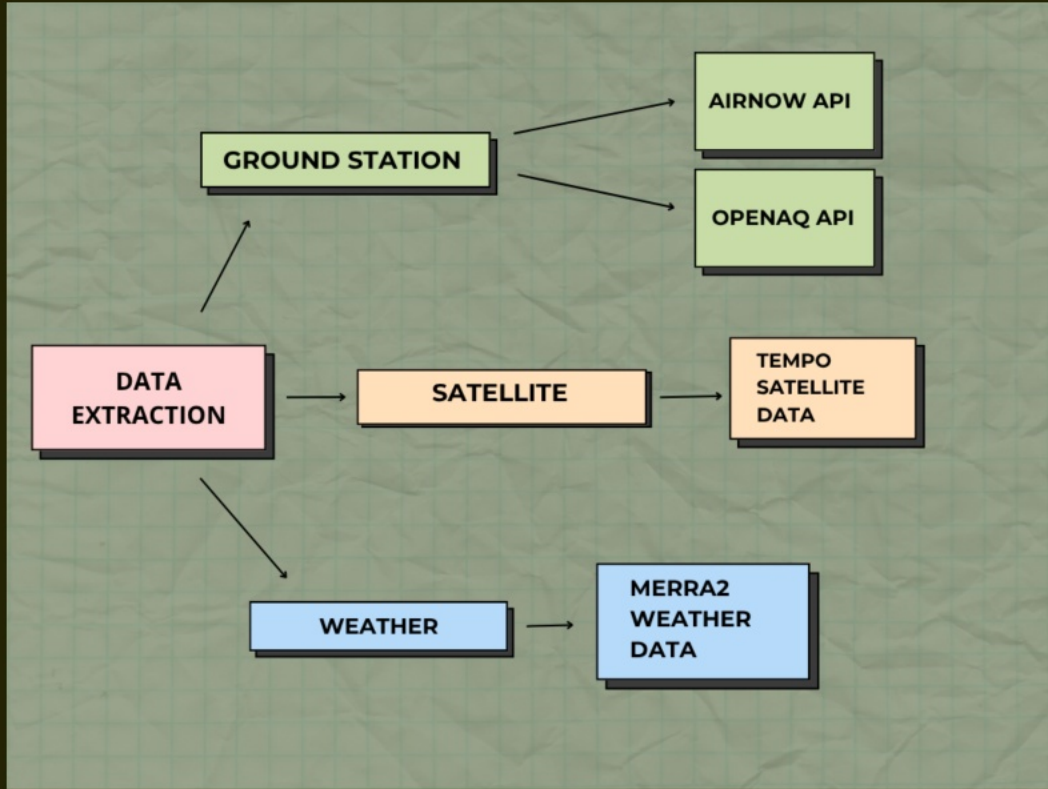 AIRNOW API
GROUND STATION
OPENAQ API
DATA
EXTRACTION
SATELLITE
TEMPO
SATELLITE
DATA
WEATHER
MERRA2
WEATHER
DATA